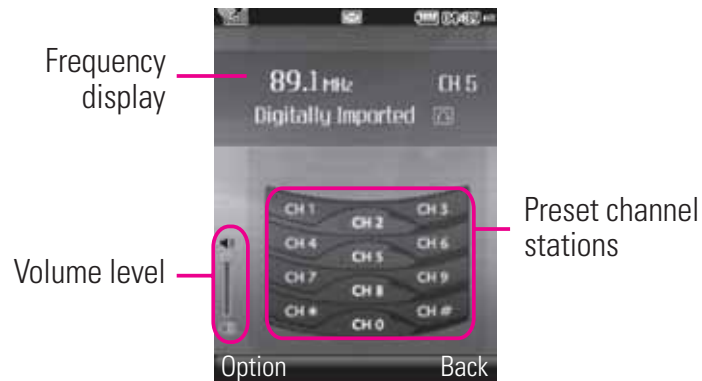 Frequency
display
89.1 MHz CH 5
Digitally Imported
Volume level
CH 1 CH 2 CH 3
CH 4 CH 5 CH 6
CH 7 CH 8 CH 9
CH * CH 0 CH #
Preset channel
stations
Option Back